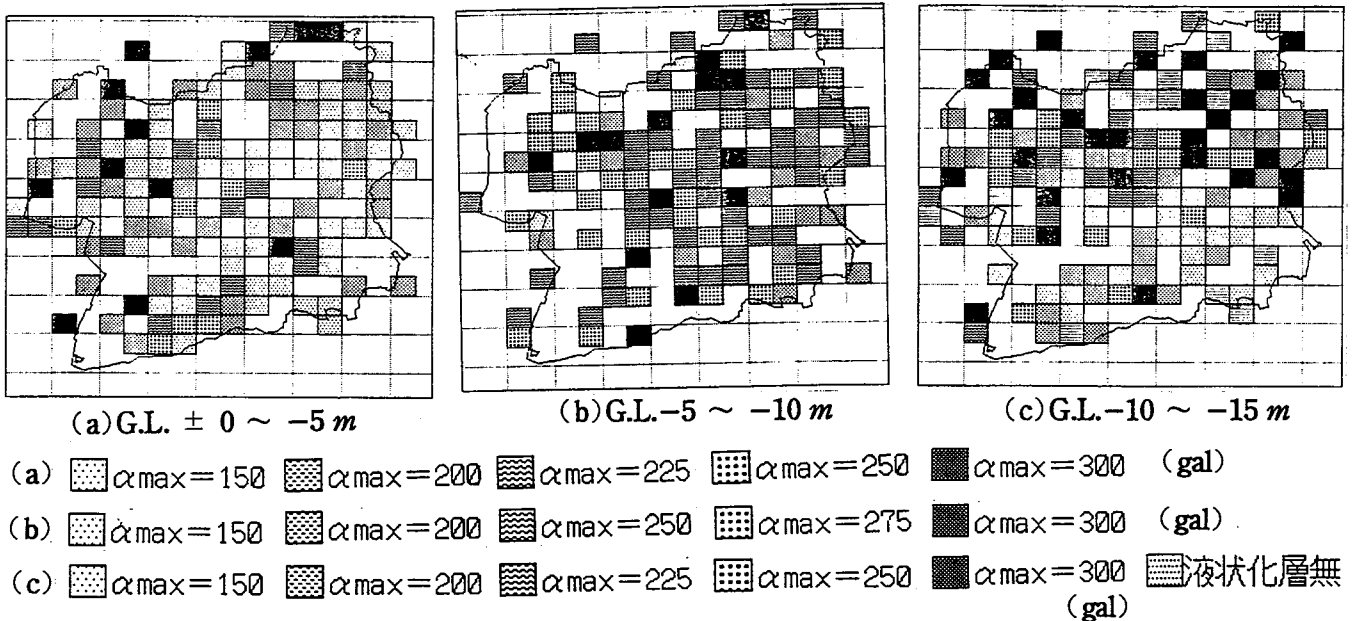 (a)G.L. ± 0 ~ −5 m
(b)G.L.−5 ~ −10 m
(c)G.L.−10 ~ −15 m
(a) αmax=150 αmax=200 αmax=225 αmax=250 αmax=300 (gal)
(b) αmax=150 αmax=200 αmax=250 αmax=275 αmax=300 (gal)
(c) αmax=150 αmax=200 αmax=225 αmax=250 αmax=300 液状化層無
(gal)